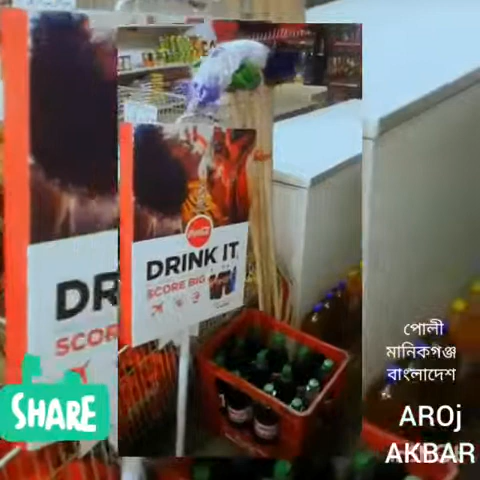 Coca-Cola
DRINK IT
SCORE BIG
DR
SCOR
SHARE
পোলী
মানিকগঞ্জ
বাংলাদেশ
AROj
AKBAR